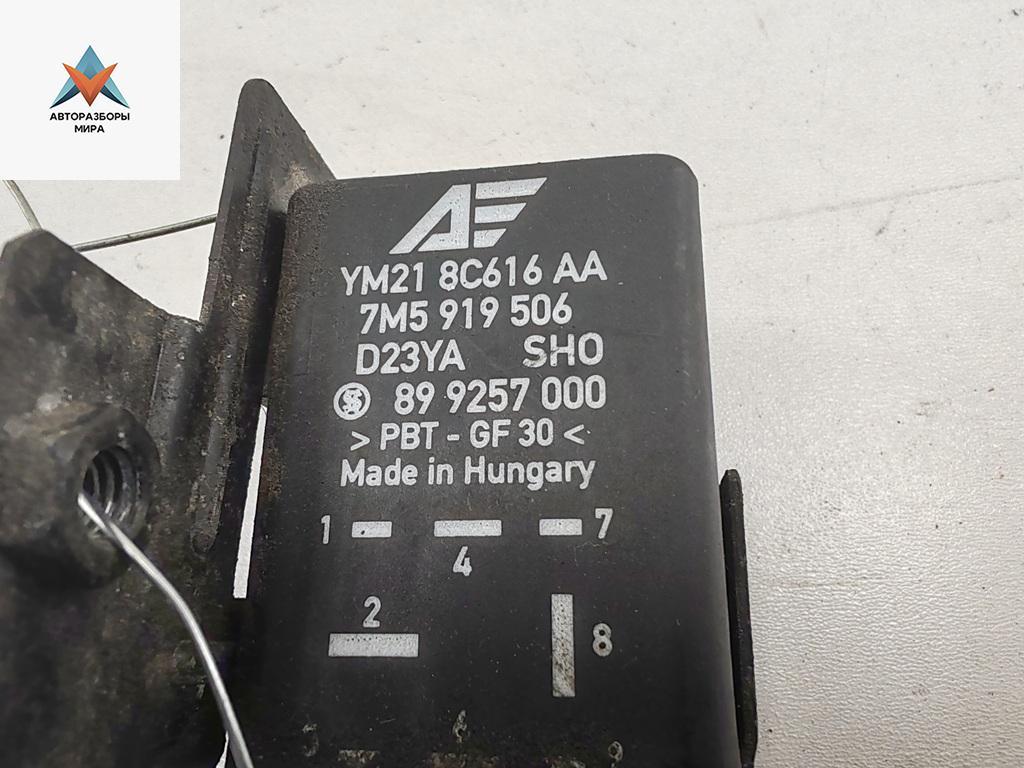 АВТОРАЗБОРЫ
МИРА
AE
YM21 8C616 AA
7M5 919 506
D23YA SHO
89 9257 000
> PBT - GF 30 <
Made in Hungary
1 7
4
2
8